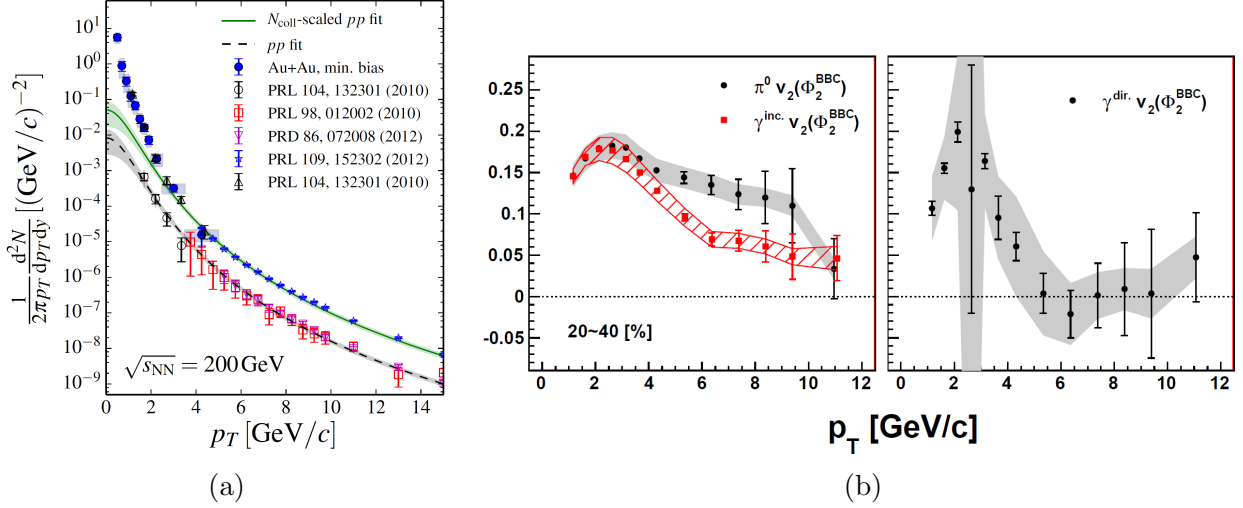 1/(2πp_T) d²N/(dp_T dy) [(GeV/c)^−2]
10^1
10^0
10^−1
10^−2
10^−3
10^−4
10^−5
10^−6
10^−7
10^−8
10^−9
N_coll-scaled pp fit
pp fit
Au+Au, min. bias
PRL 104, 132301 (2010)
PRL 98, 012002 (2010)
PRD 86, 072008 (2012)
PRL 109, 152302 (2012)
PRL 104, 132301 (2010)
√s_NN = 200 GeV
0 2 4 6 8 10 12 14
p_T [GeV/c]
(a)
0.25
0.2
0.15
0.1
0.05
0
-0.05
π^0 v_2(Φ_2^BBC)
γ^inc. v_2(Φ_2^BBC)
20~40 [%]
0 2 4 6 8 10 12
γ^dir. v_2(Φ_2^BBC)
0 2 4 6 8 10 12
p_T [GeV/c]
(b)